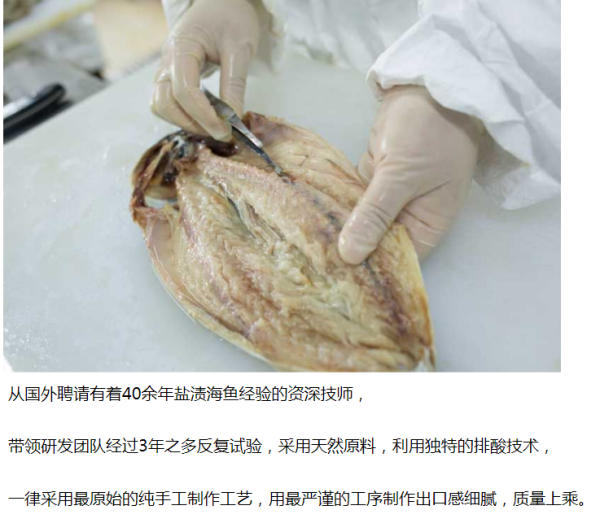 从国外聘请有着40余年盐渍海鱼经验的资深技师，
带领研发团队经过3年之多反复试验，采用天然原料，利用独特的排酸技术，
一律采用最原始的纯手工制作工艺，用最严谨的工序制作出口感细腻，质量上乘。